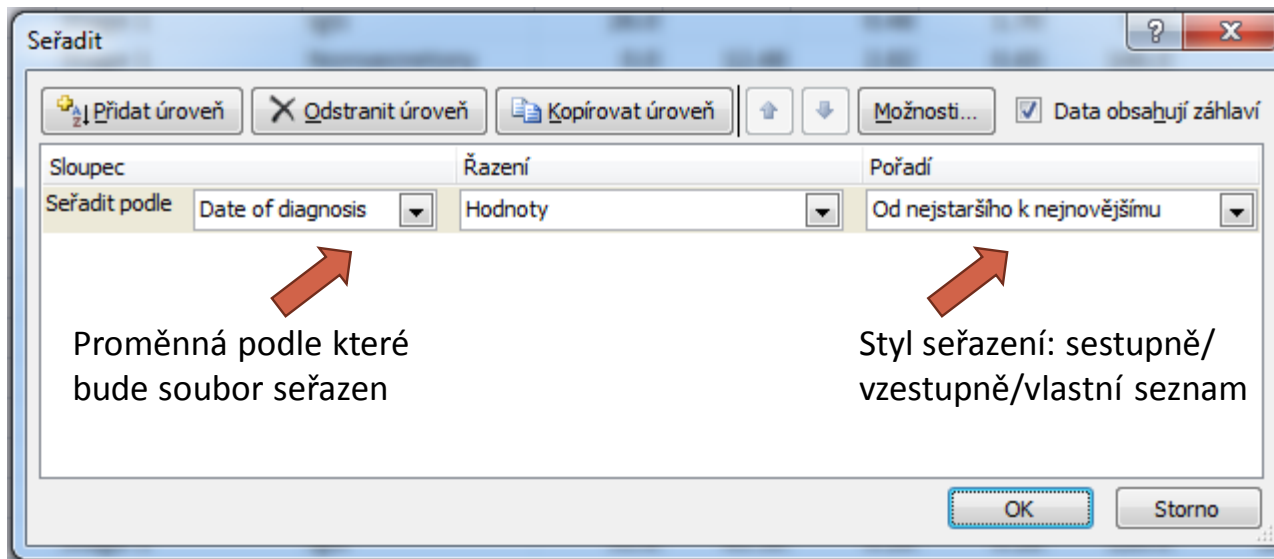 Seřadit
Přidat úroveň Odstranit úroveň Kopírovat úroveň Možnosti... Data obsahují záhlaví
Sloupec Řazení Pořadí
Seřadit podle Date of diagnosis Hodnoty Od nejstaršího k nejnovějšímu
Proměnná podle které
bude soubor seřazen
Styl seřazení: sestupně/
vzestupně/vlastní seznam
OK Storno